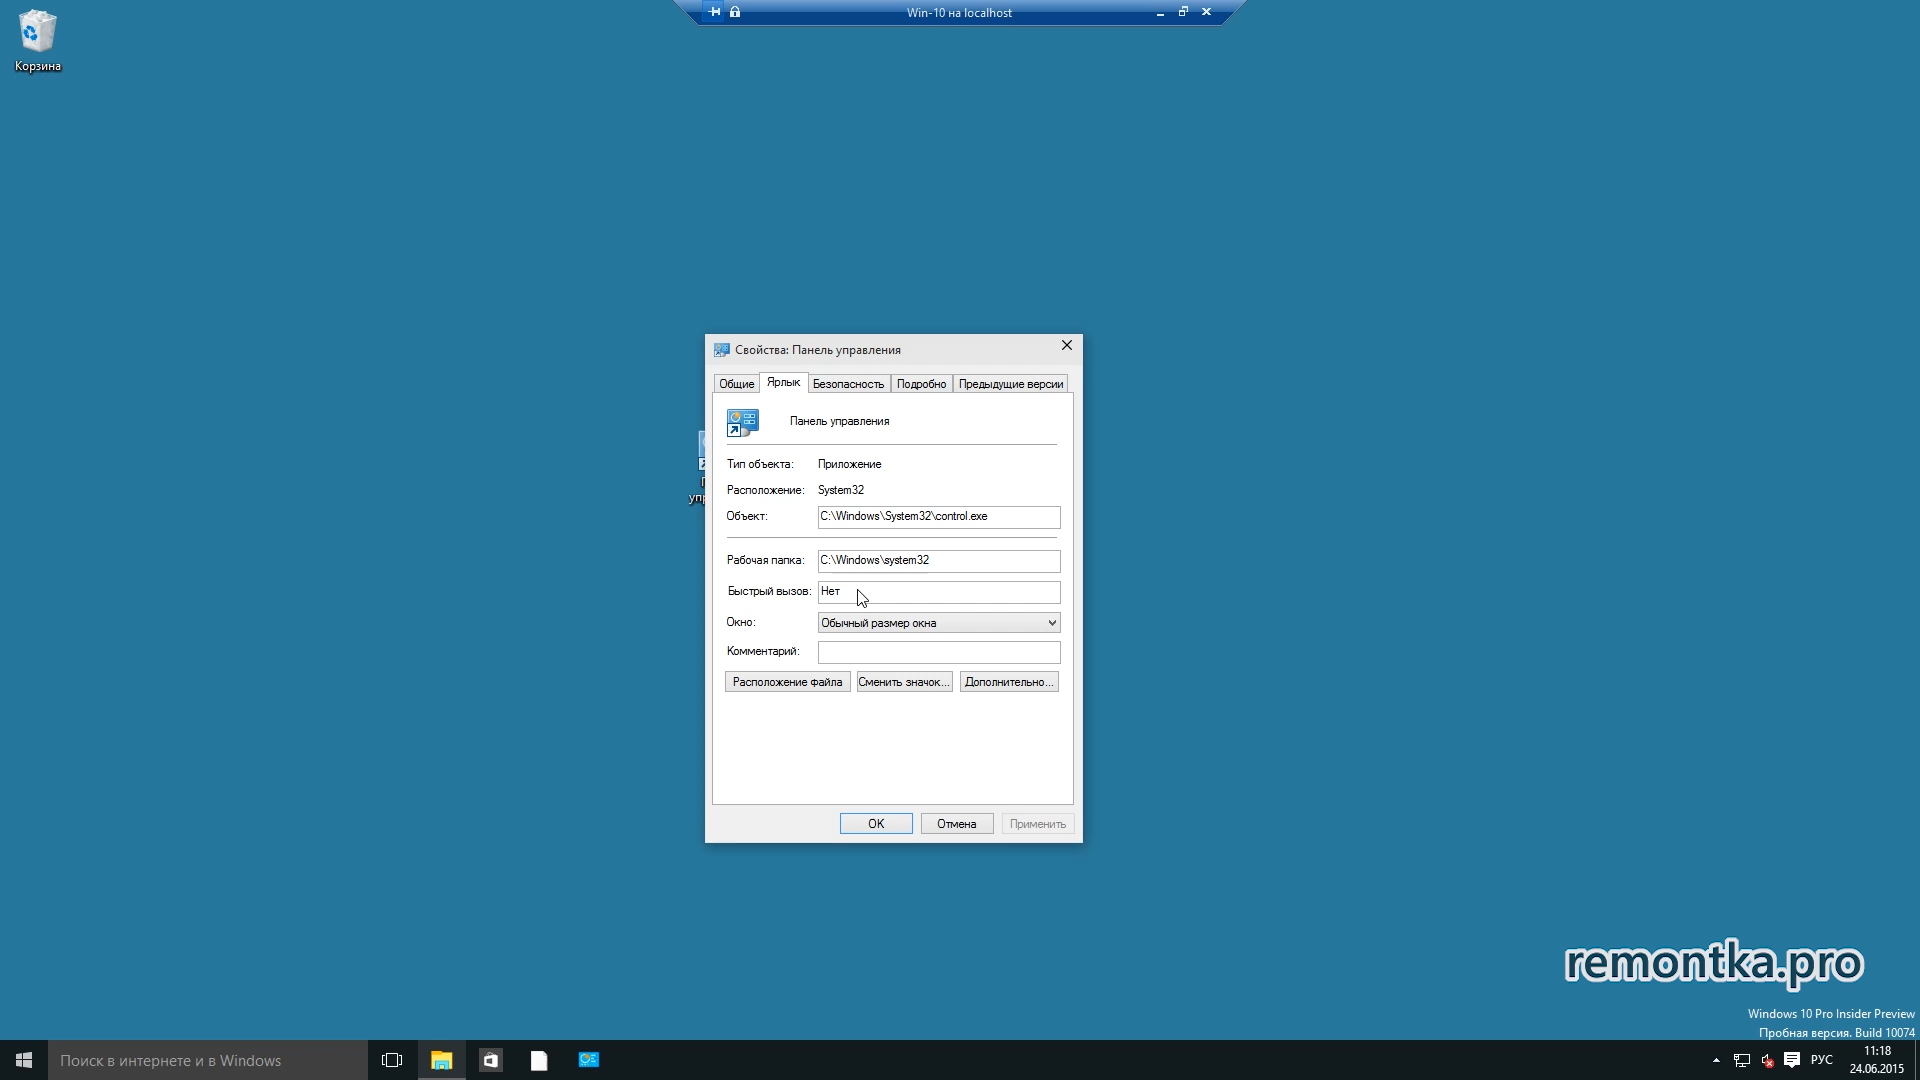 Win-10 на localhost
Корзина
Свойства: Панель управления
Общие Ярлык Безопасность Подробно Предыдущие версии
Панель управления
Тип объекта: Приложение
Расположение: System32
Объект: C:\Windows\System32\control.exe
Рабочая папка: C:\Windows\system32
Быстрый вызов: Нет
Окно: Обычный размер окна
Комментарий:
Расположение файла Сменить значок... Дополнительно...
OK Отмена Применить
remontka.pro
Windows 10 Pro Insider Preview
Пробная версия. Build 10074
Поиск в интернете и в Windows
РУС
11:18
24.06.2015